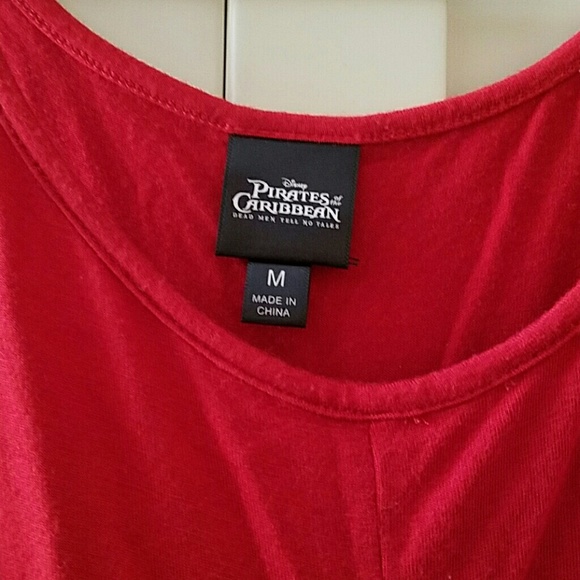 Disney
PIRATES of the
CARIBBEAN
DEAD MEN TELL NO TALES
M
MADE IN
CHINA